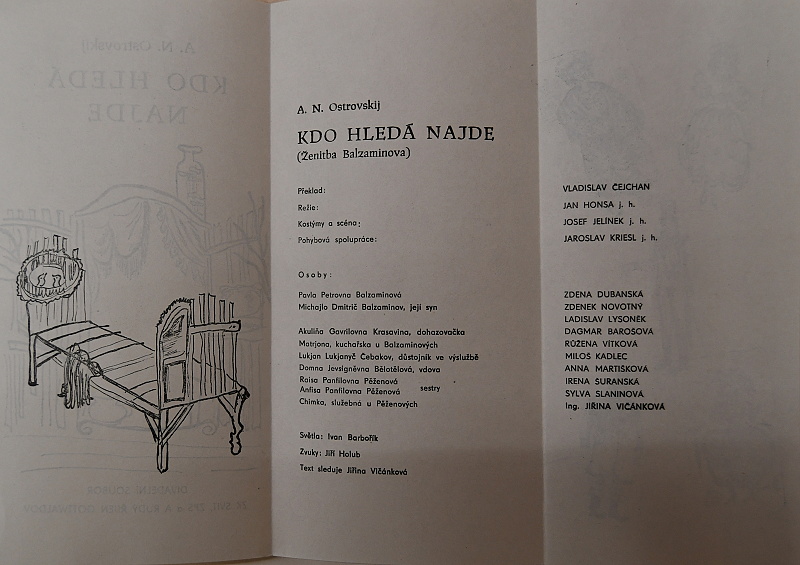 A. N. Ostrovskij
KDO HLEDÁ NAJDE
(Ženitba Balzaminova)
Překlad: VLADISLAV ČEJCHAN
Režie: JAN HONSA j. h.
Kostýmy a scéna: JOSEF JELÍNEK j. h.
Pohybová spolupráce: JAROSLAV KRIESL j. h.
Osoby:
Pavla Petrovna Balzaminová ZDENA DUBANSKÁ
Michajlo Dmitrič Balzaminov, její syn ZDENEK NOVOTNÝ
LADISLAV LYSONĚK
Akulina Gavrilovna Krasavina, dohazovačka DAGMAR BAROŠOVÁ
Matrjona, kuchařka u Balzaminových RŮŽENA VÍTKOVÁ
Lukjan Lukjanyč Čebakov, důstojník ve výslužbě MILOŠ KADLEC
Domna Jevsigněvna Bělotělová, vdova ANNA MARTIŠKOVÁ
Raisa Panfilovna Pěženová IRENA ŠURANSKÁ
Anfisa Panfilovna Pěženová sestry SYLVA SLANINOVÁ
Chimka, služebná u Pěženových Ing. JIŘINA VIČÁNKOVÁ
Světla: Ivan Barbořík
Zvuky: Jiří Holub
Text sleduje Jiřina Vičánková